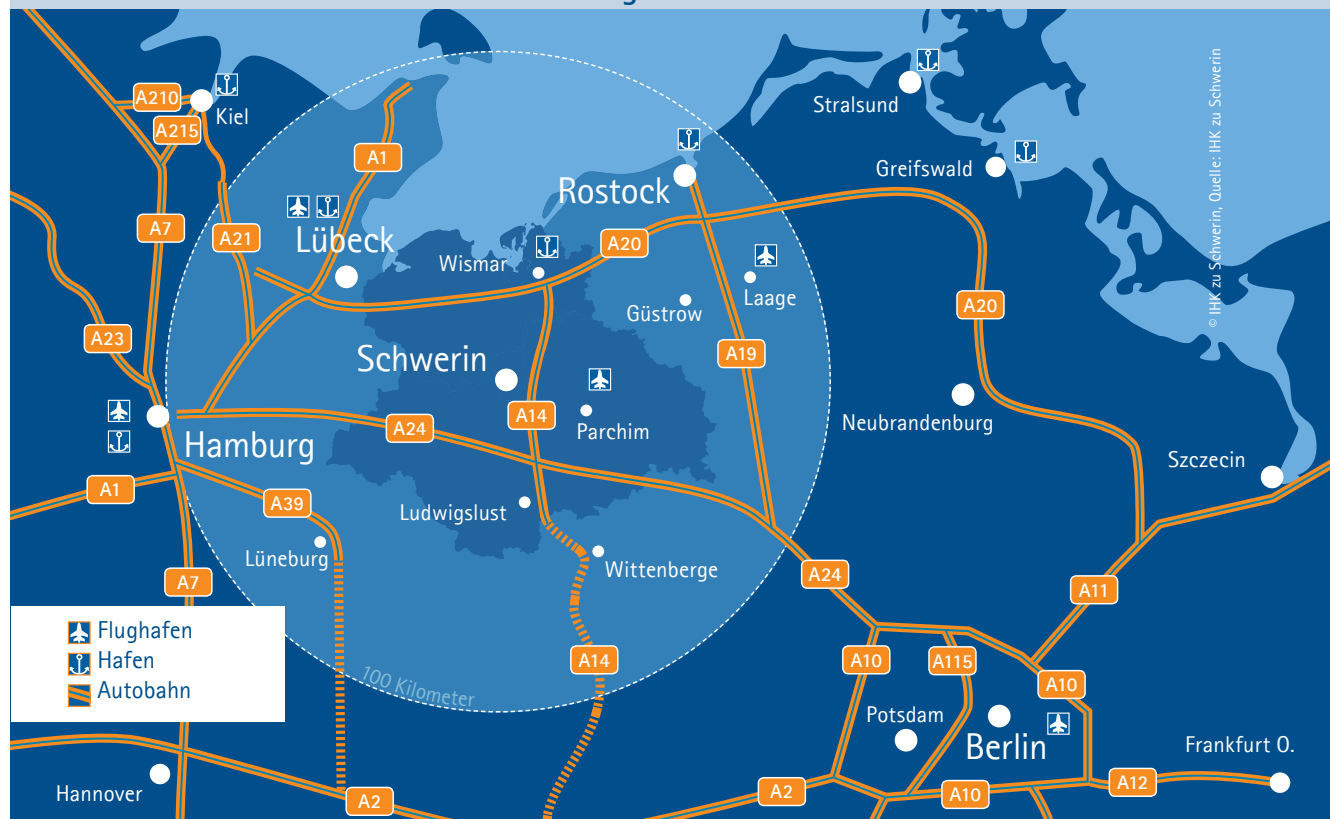 A210
Kiel
A215
A1
Stralsund
Greifswald
Rostock
A7
A21
Lübeck
A20
Wismar
Laage
Güstrow
A20
A23
Schwerin
A19
A14
Parchim
Neubrandenburg
A24
Hamburg
Szczecin
A1
A39
Ludwigslust
Lüneburg
Wittenberge
A24
A7
A11
Flughafen
Hafen
Autobahn
A14
100 Kilometer
A10
A115
A10
Potsdam
Berlin
Frankfurt O.
Hannover
A2
A2
A10
A12
© IHK zu Schwerin, Quelle: IHK zu Schwerin